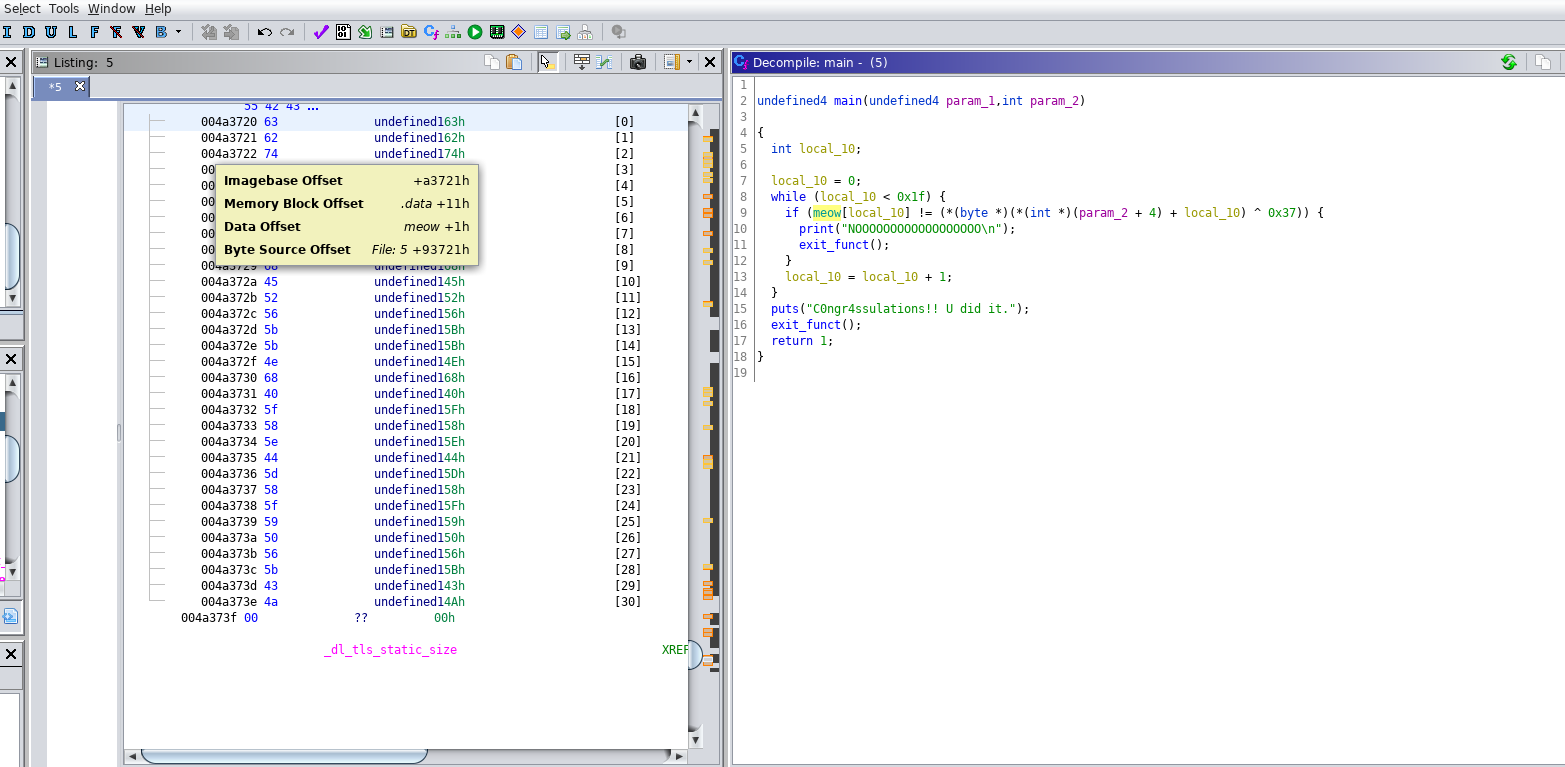 Select Tools Window Help
I D U L F F V B
Listing: 5
*5
55 42 43 ...
004a3720 63 undefined163h [0]
004a3721 62 undefined162h [1]
004a3722 74 undefined174h [2]
00 [3]
00 [4]
00 [5]
00 [6]
00 [7]
00 [8]
Imagebase Offset +a3721h
Memory Block Offset .data +11h
Data Offset meow +1h
Byte Source Offset File: 5 +93721h
004a3729 68 undefined168h [9]
004a372a 45 undefined145h [10]
004a372b 52 undefined152h [11]
004a372c 56 undefined156h [12]
004a372d 5b undefined15Bh [13]
004a372e 5b undefined15Bh [14]
004a372f 4e undefined14Eh [15]
004a3730 68 undefined168h [16]
004a3731 40 undefined140h [17]
004a3732 5f undefined15Fh [18]
004a3733 58 undefined158h [19]
004a3734 5e undefined15Eh [20]
004a3735 44 undefined144h [21]
004a3736 5d undefined15Dh [22]
004a3737 58 undefined158h [23]
004a3738 5f undefined15Fh [24]
004a3739 59 undefined159h [25]
004a373a 50 undefined150h [26]
004a373b 56 undefined156h [27]
004a373c 5b undefined15Bh [28]
004a373d 43 undefined143h [29]
004a373e 4a undefined14Ah [30]
004a373f 00 ?? 00h
_dl_tls_static_size XREF
Decompile: main - (5)
1
2 undefined4 main(undefined4 param_1,int param_2)
3
4 {
5 int local_10;
6
7 local_10 = 0;
8 while (local_10 < 0x1f) {
9 if (meow[local_10] != (*(byte *)(*(int *)(param_2 + 4) + local_10) ^ 0x37)) {
10 print("NOOOOOOOOOOOOOOOOOO\n");
11 exit_funct();
12 }
13 local_10 = local_10 + 1;
14 }
15 puts("C0ngr4ssulations!! U did it.");
16 exit_funct();
17 return 1;
18 }
19